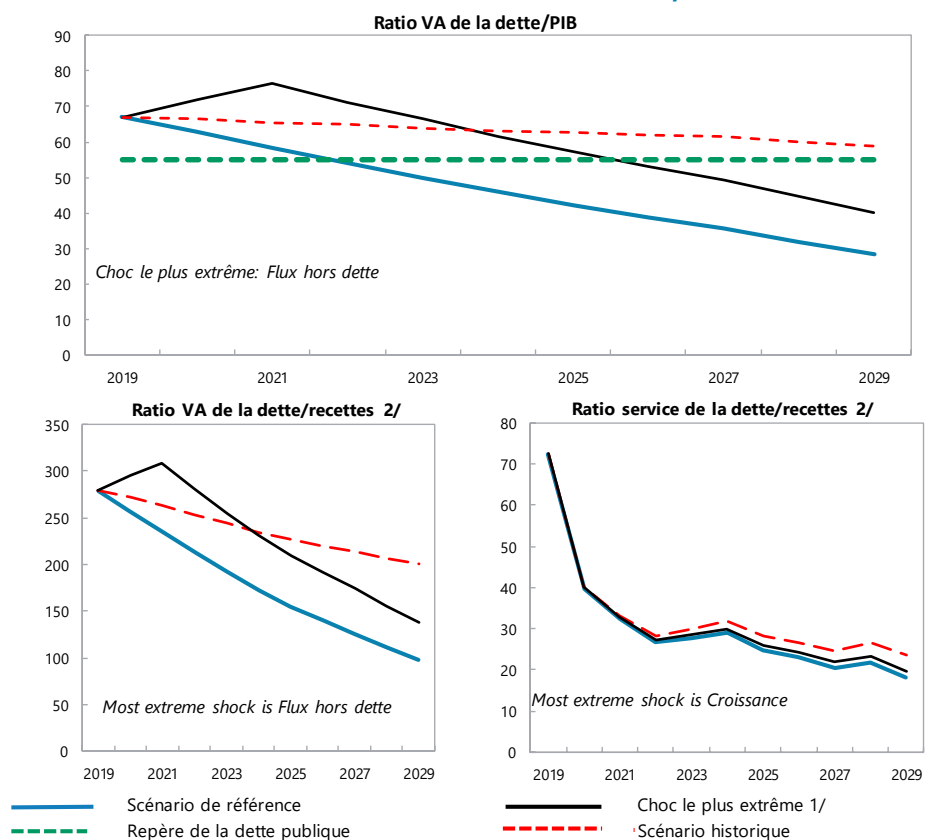 Ratio VA de la dette/PIB
90
80
70
60
50
40
30
20
10
0
Choc le plus extrême: Flux hors dette
2019 2021 2023 2025 2027 2029
Ratio VA de la dette/recettes 2/
350
300
250
200
150
100
50
0
Most extreme shock is Flux hors dette
2019 2021 2023 2025 2027 2029
Ratio service de la dette/recettes 2/
80
70
60
50
40
30
20
10
0
Most extreme shock is Croissance
2019 2021 2023 2025 2027 2029
Scénario de référence
Choc le plus extrême 1/
Repère de la dette publique
Scénario historique